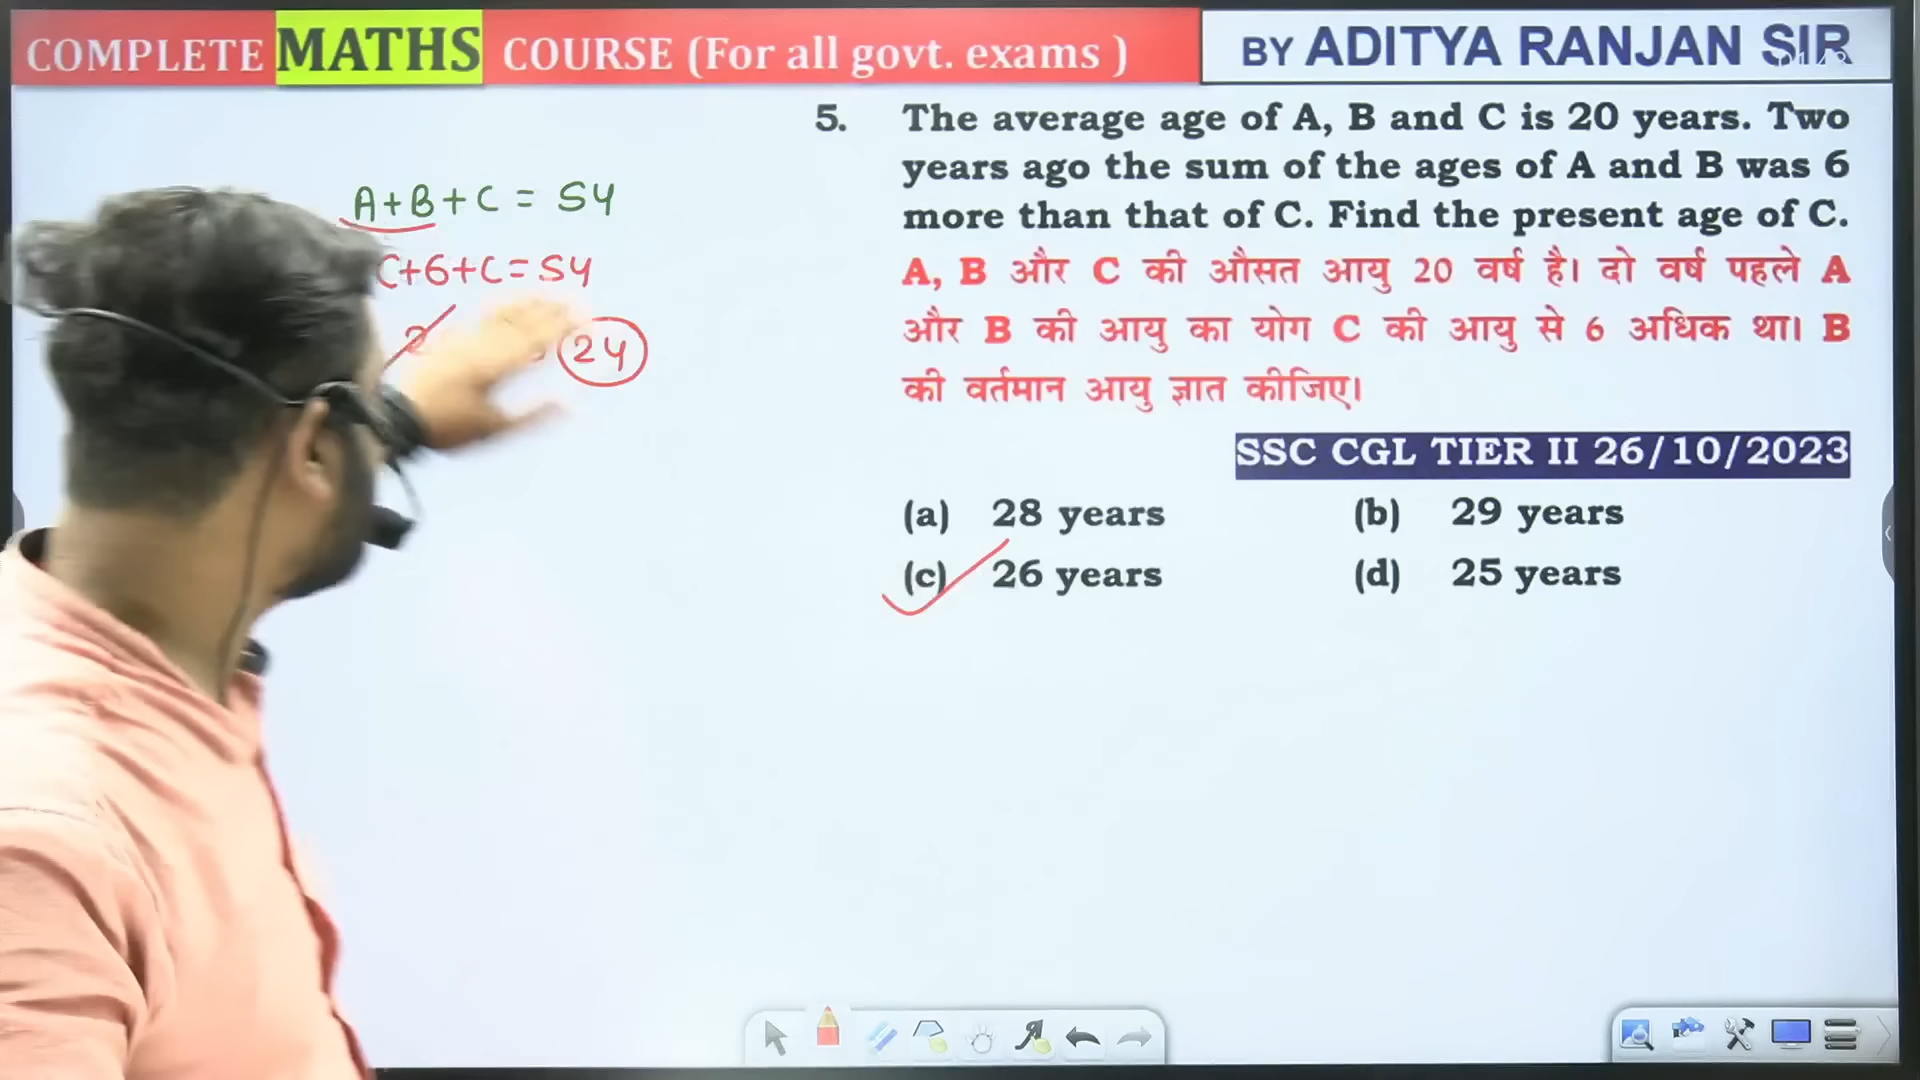 COMPLETE MATHS COURSE (For all govt. exams )
BY ADITYA RANJAN SIR
5. The average age of A, B and C is 20 years. Two
years ago the sum of the ages of A and B was 6
more than that of C. Find the present age of C.
A, B और C की औसत आयु 20 वर्ष है। दो वर्ष पहले A
और B की आयु का योग C की आयु से 6 अधिक था। B
की वर्तमान आयु ज्ञात कीजिए।
SSC CGL TIER II 26/10/2023
(a) 28 years (b) 29 years
(c) 26 years (d) 25 years
A+B+C = 54
C+6+C=54
24